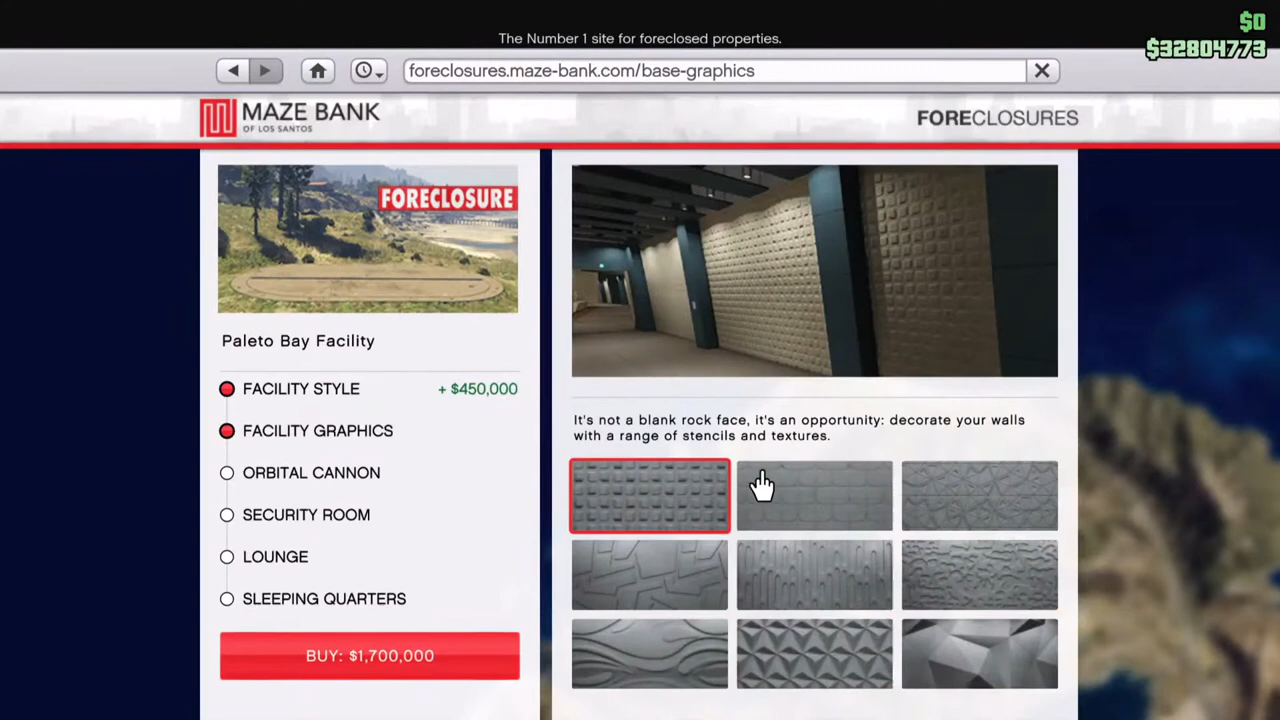 $0
The Number 1 site for foreclosed properties.
$32804773
foreclosures.maze-bank.com/base-graphics
MAZE BANK
OF LOS SANTOS
FORECLOSURES
FORECLOSURE
Paleto Bay Facility
FACILITY STYLE + $450,000
FACILITY GRAPHICS
ORBITAL CANNON
SECURITY ROOM
LOUNGE
SLEEPING QUARTERS
BUY: $1,700,000
It's not a blank rock face, it's an opportunity: decorate your walls
with a range of stencils and textures.